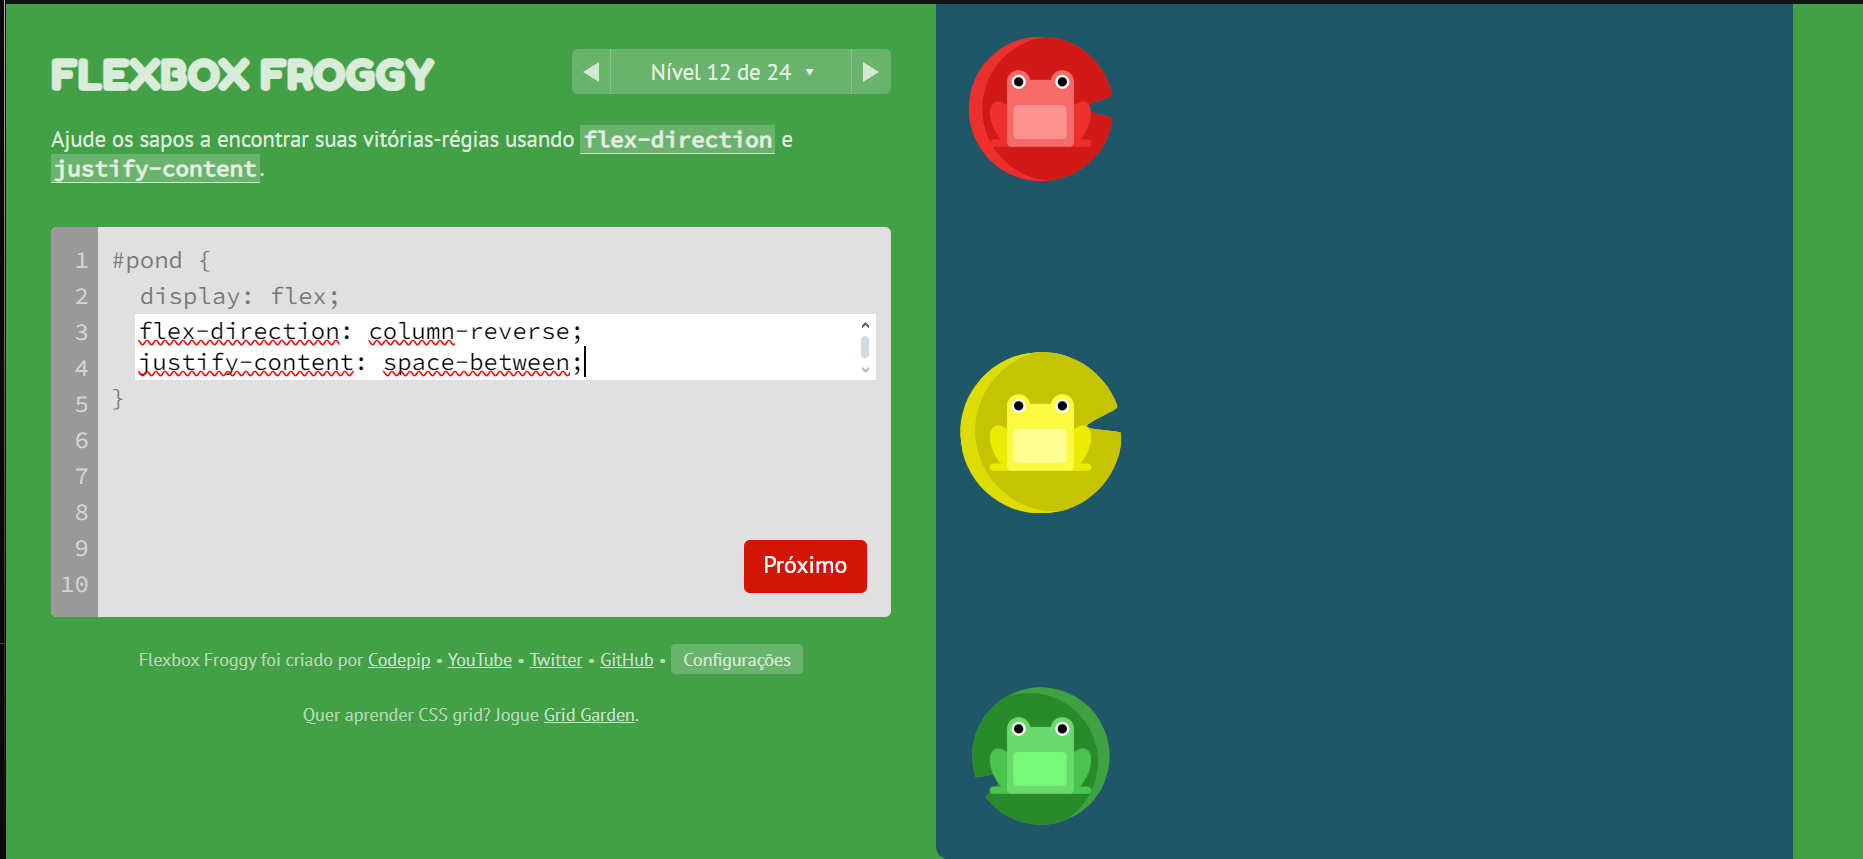 FLEXBOX FROGGY
Nível 12 de 24
Ajude os sapos a encontrar suas vitórias-régias usando flex-direction e
justify-content.
1 #pond {
2 display: flex;
3 flex-direction: column-reverse;
4 justify-content: space-between;
5 }
6
7
8
9
10
Próximo
Flexbox Froggy foi criado por Codepip • YouTube • Twitter • GitHub • Configurações
Quer aprender CSS grid? Jogue Grid Garden.